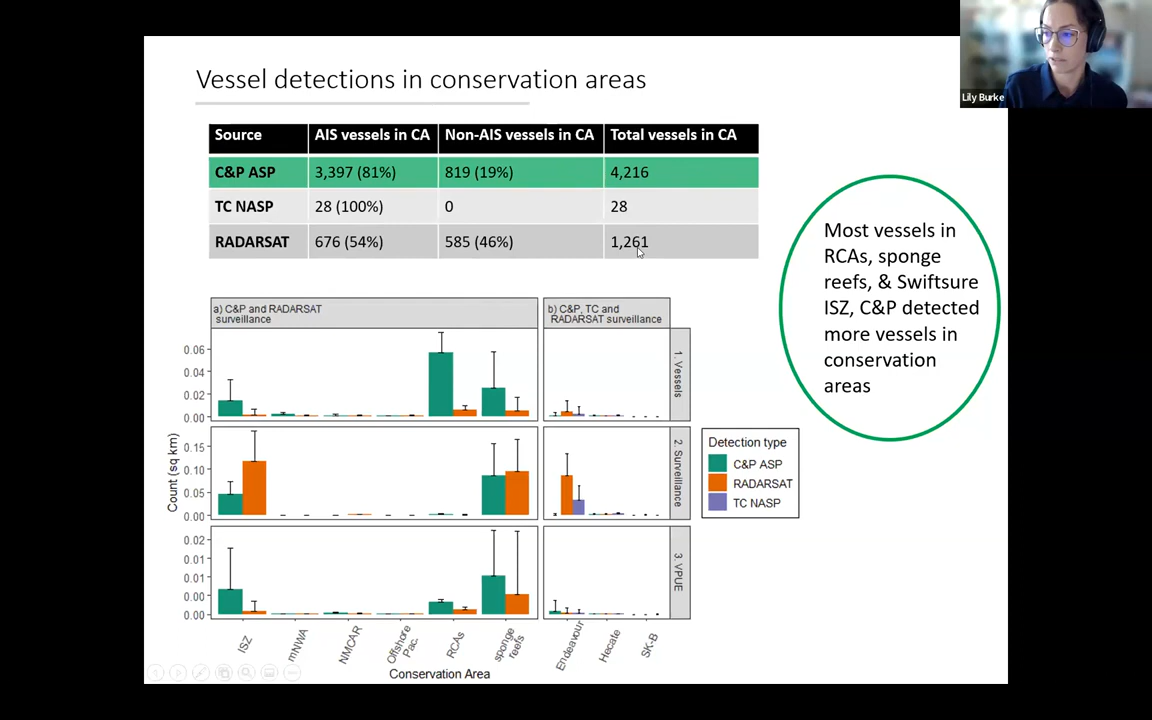 Vessel detections in conservation areas
Lily Burke
Source AIS vessels in CA Non-AIS vessels in CA Total vessels in CA
C&P ASP 3,397 (81%) 819 (19%) 4,216
TC NASP 28 (100%) 0 28
RADARSAT 676 (54%) 585 (46%) 1,261
Most vessels in
RCAs, sponge
reefs, & Swiftsure
ISZ, C&P detected
more vessels in
conservation
areas
a) C&P and RADARSAT
surveillance
b) C&P, TC and
RADARSAT surveillance
0.06
0.04
0.02
0.00
1. Vessels
0.15
0.10
0.05
0.00
2. Surveillance
0.02
0.01
0.01
0.00
0.00
3. VPUE
Count (sq km)
Detection type
C&P ASP
RADARSAT
TC NASP
ISZ
mNWA
NMCAR
Offshore
Pac.
RCAs
sponge
reefs
Endeavour
Hecate
SK-B
Conservation Area